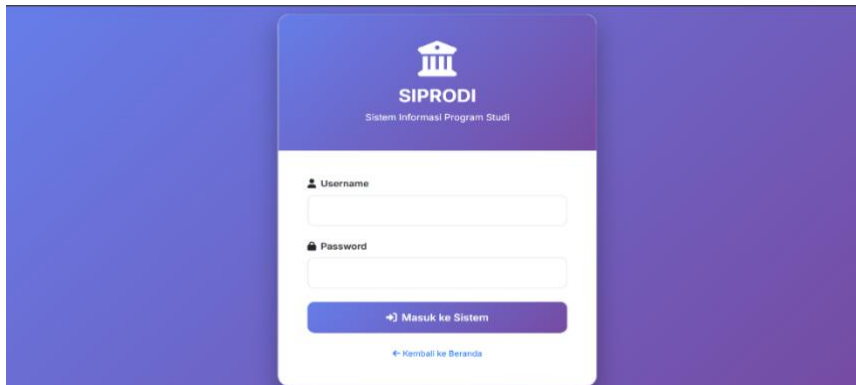 SIPRODI
Sistem Informasi Program Studi
Username
Password
Masuk ke Sistem
Kembali ke Beranda